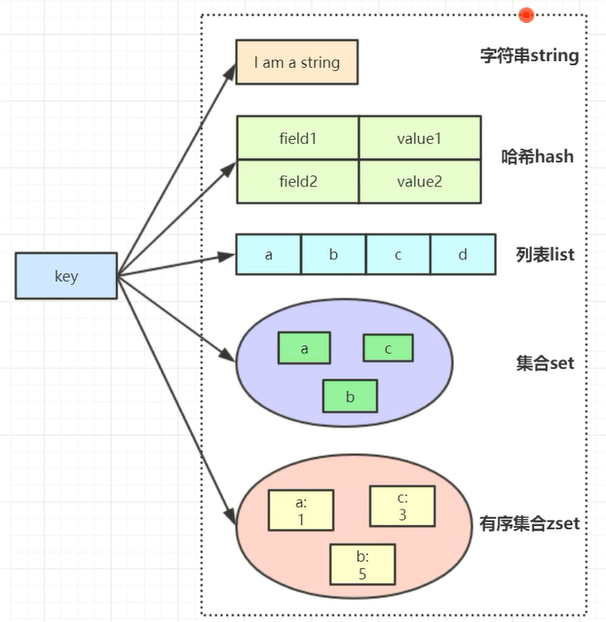 I am a string
字符串string
field1 value1
哈希hash
field2 value2
key
a b c d
列表list
a c
集合set
b
a:
1
c:
3
有序集合zset
b:
5